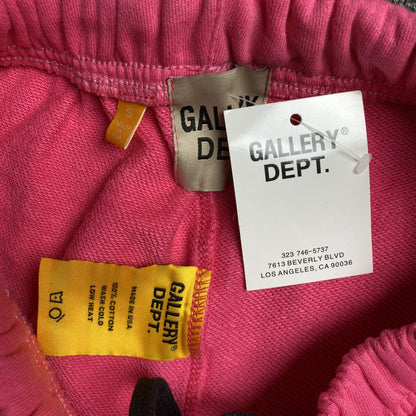 S
GALLERY
DEPT.
GALLERY®
DEPT.
323 746-5737
7613 BEVERLY BLVD
LOS ANGELES, CA 90036
GALLERY
DEPT.
MADE IN USA
100% COTTON
WASH COLD
LOW HEAT